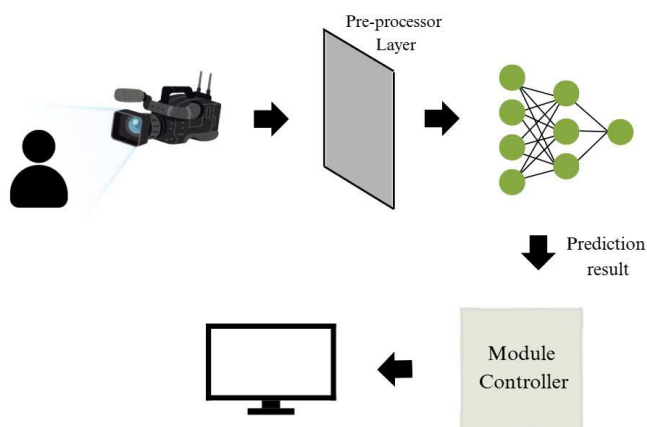 Pre-processor
Layer
Prediction
result
Module
Controller